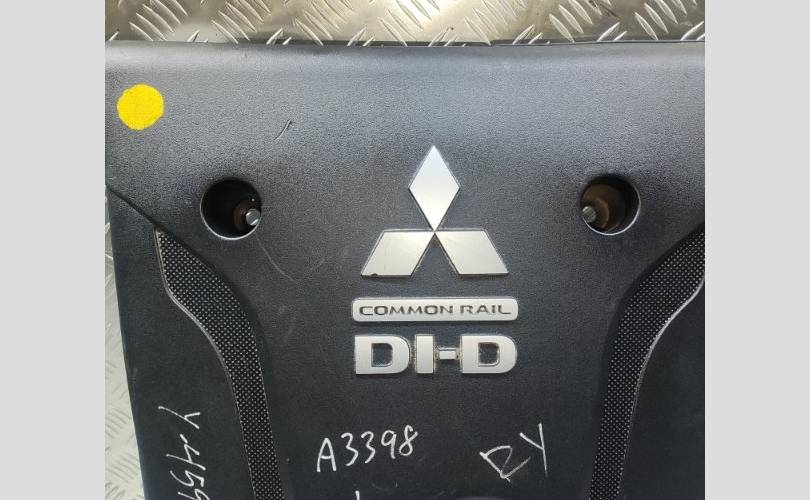 COMMON RAIL
DI-D
A3398
RY